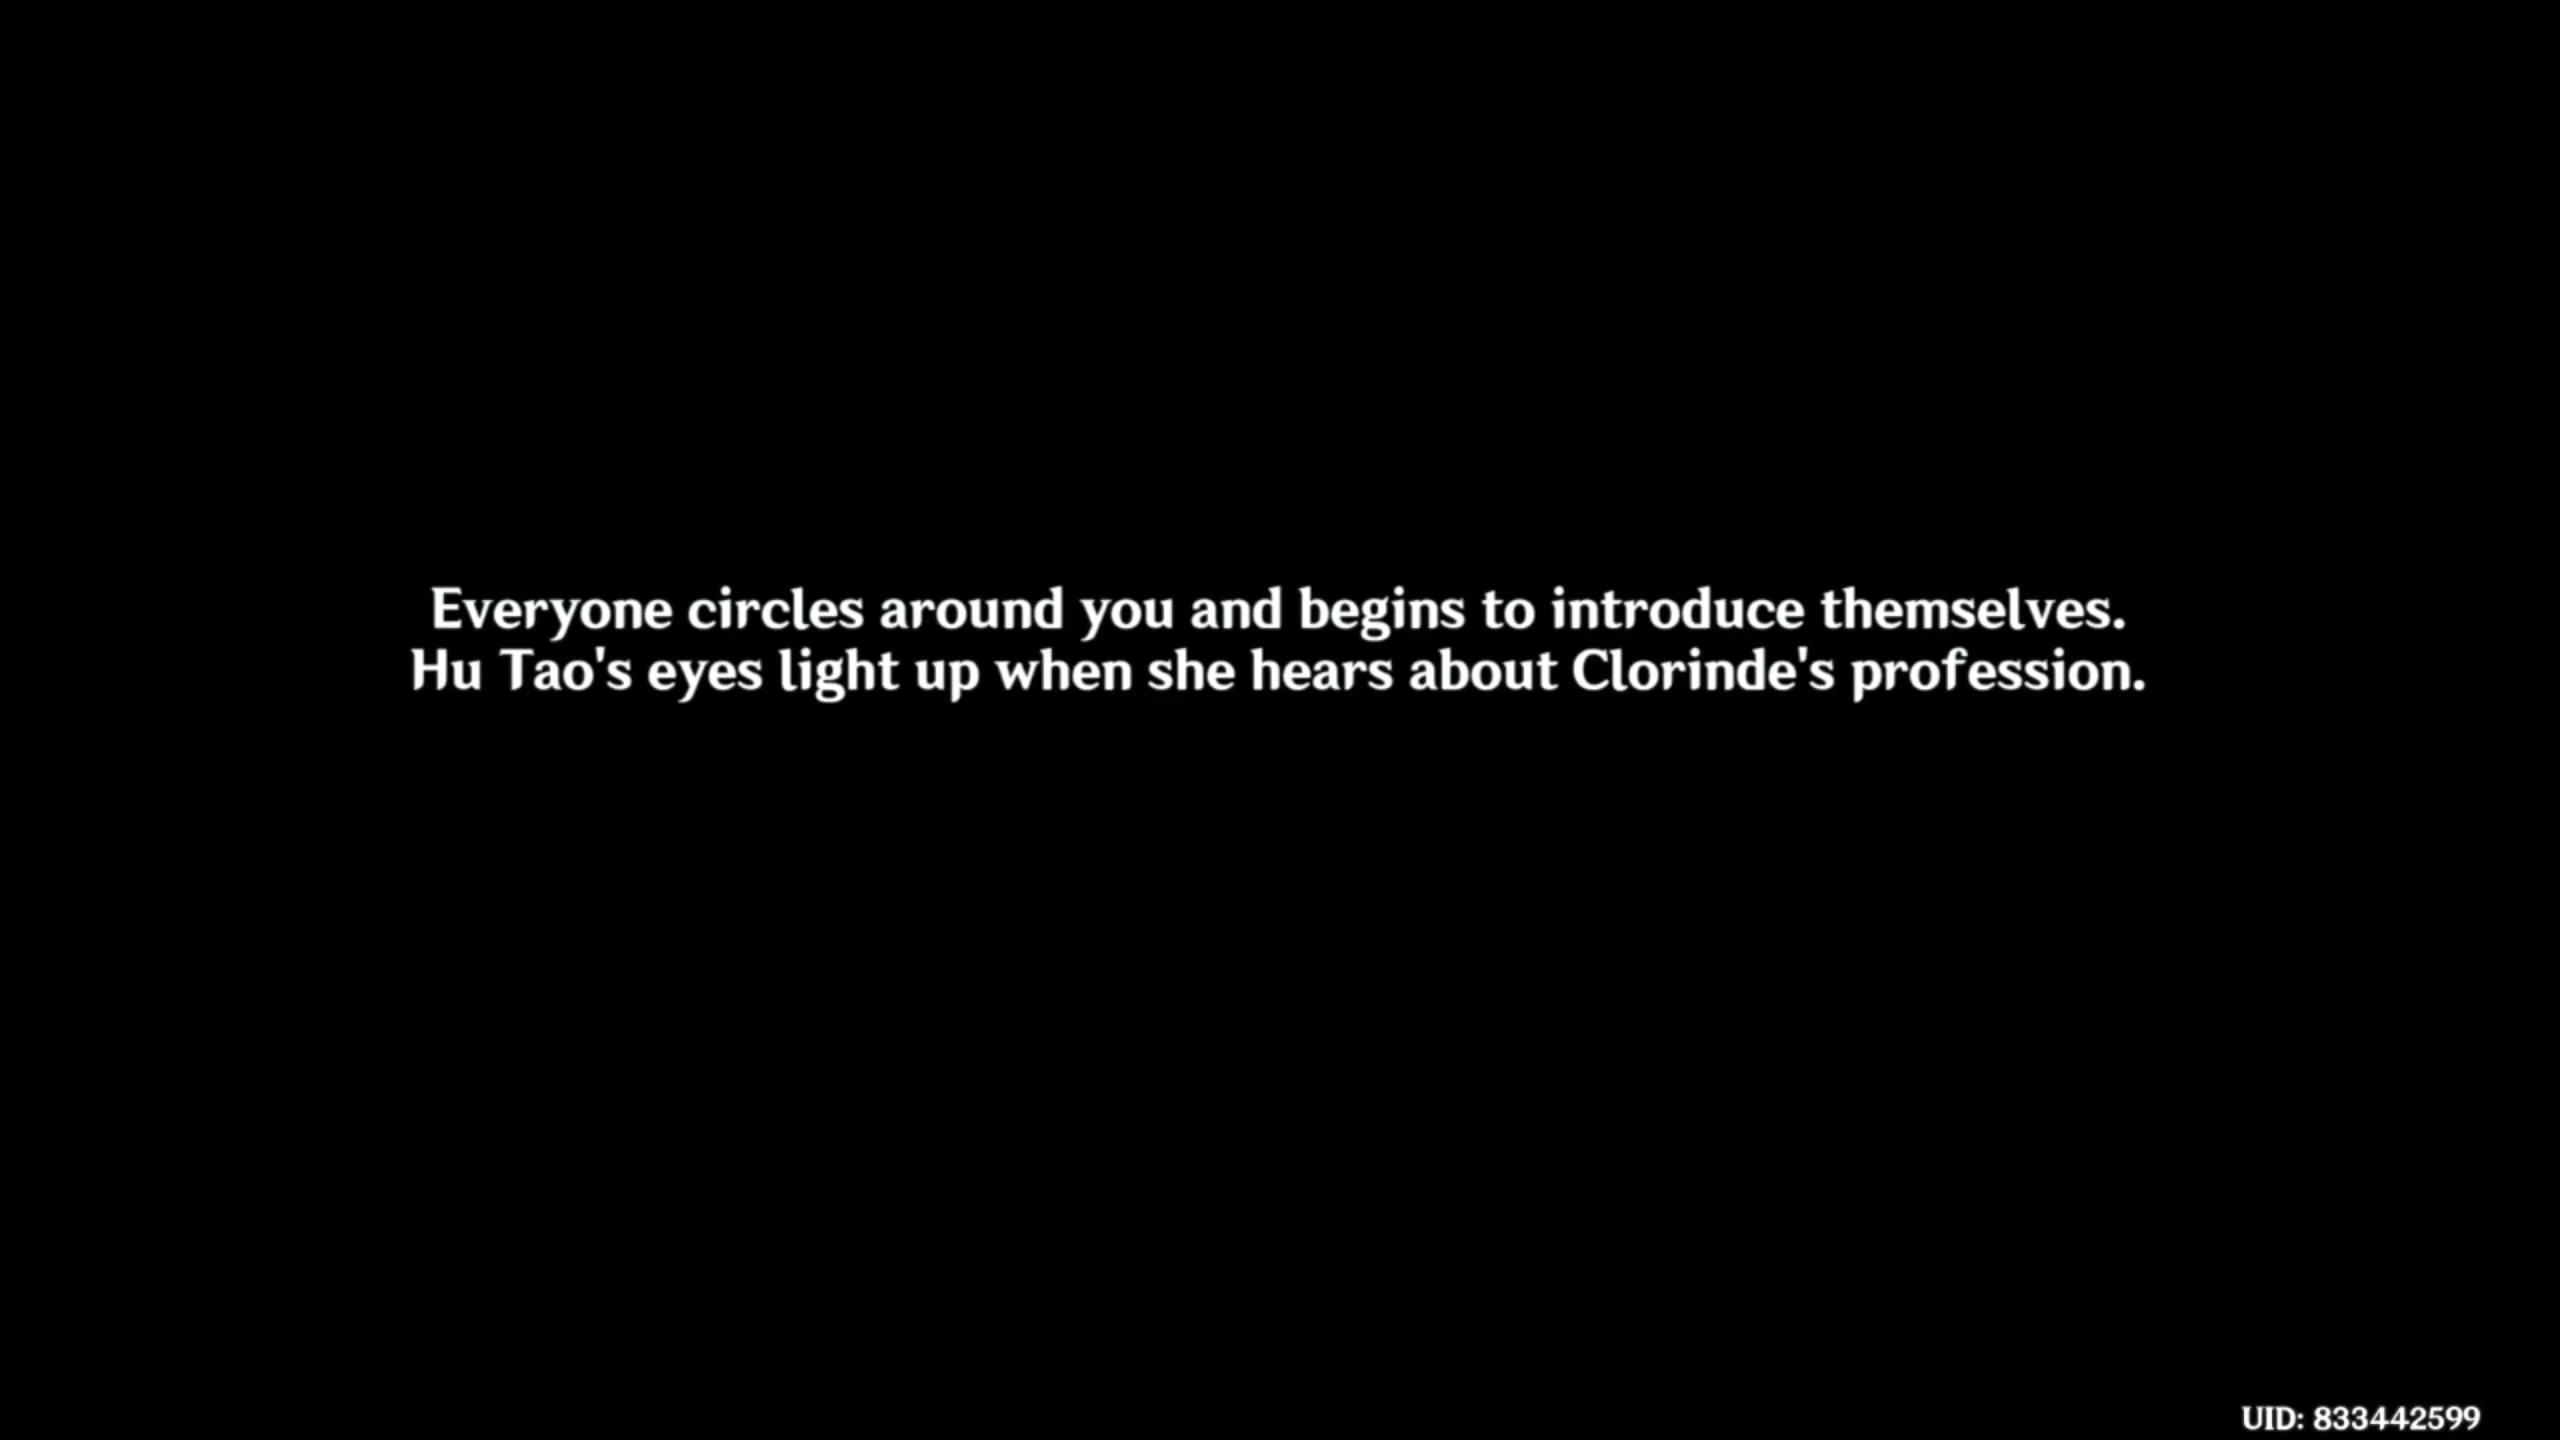 Everyone circles around you and begins to introduce themselves.
Hu Tao's eyes light up when she hears about Clorinde's profession.
UID: 833442599